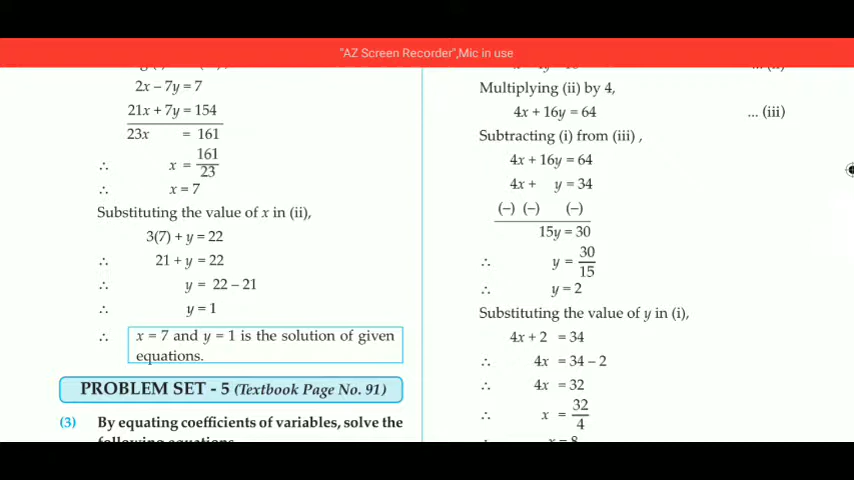 "AZ Screen Recorder",Mic in use
2x – 7y = 7
21x + 7y = 154
23x = 161
∴ x = 161/23
∴ x = 7
Substituting the value of x in (ii),
3(7) + y = 22
∴ 21 + y = 22
∴ y = 22 – 21
∴ y = 1
∴ x = 7 and y = 1 is the solution of given
equations.
PROBLEM SET - 5 (Textbook Page No. 91)
(3) By equating coefficients of variables, solve the
following equations
Multiplying (ii) by 4,
4x + 16y = 64 ... (iii)
Subtracting (i) from (iii) ,
4x + 16y = 64
4x + y = 34
(–) (–) (–)
15y = 30
∴ y = 30/15
∴ y = 2
Substituting the value of y in (i),
4x + 2 = 34
∴ 4x = 34 – 2
∴ 4x = 32
∴ x = 32/4
∴ x = 8